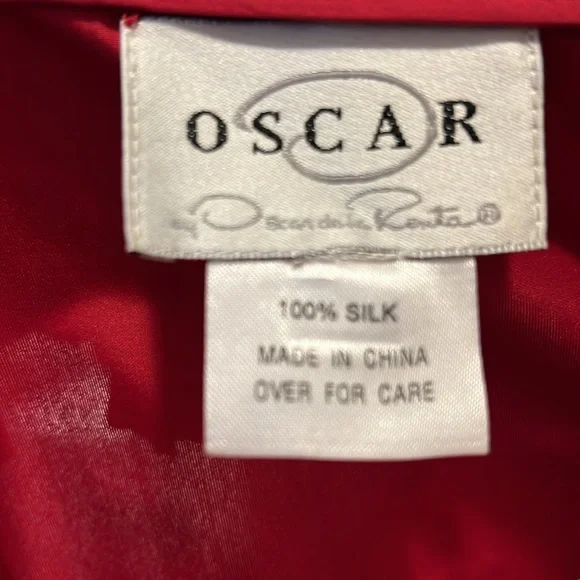 OSCAR
by Oscar de la Renta®
100% SILK
MADE IN CHINA
OVER FOR CARE